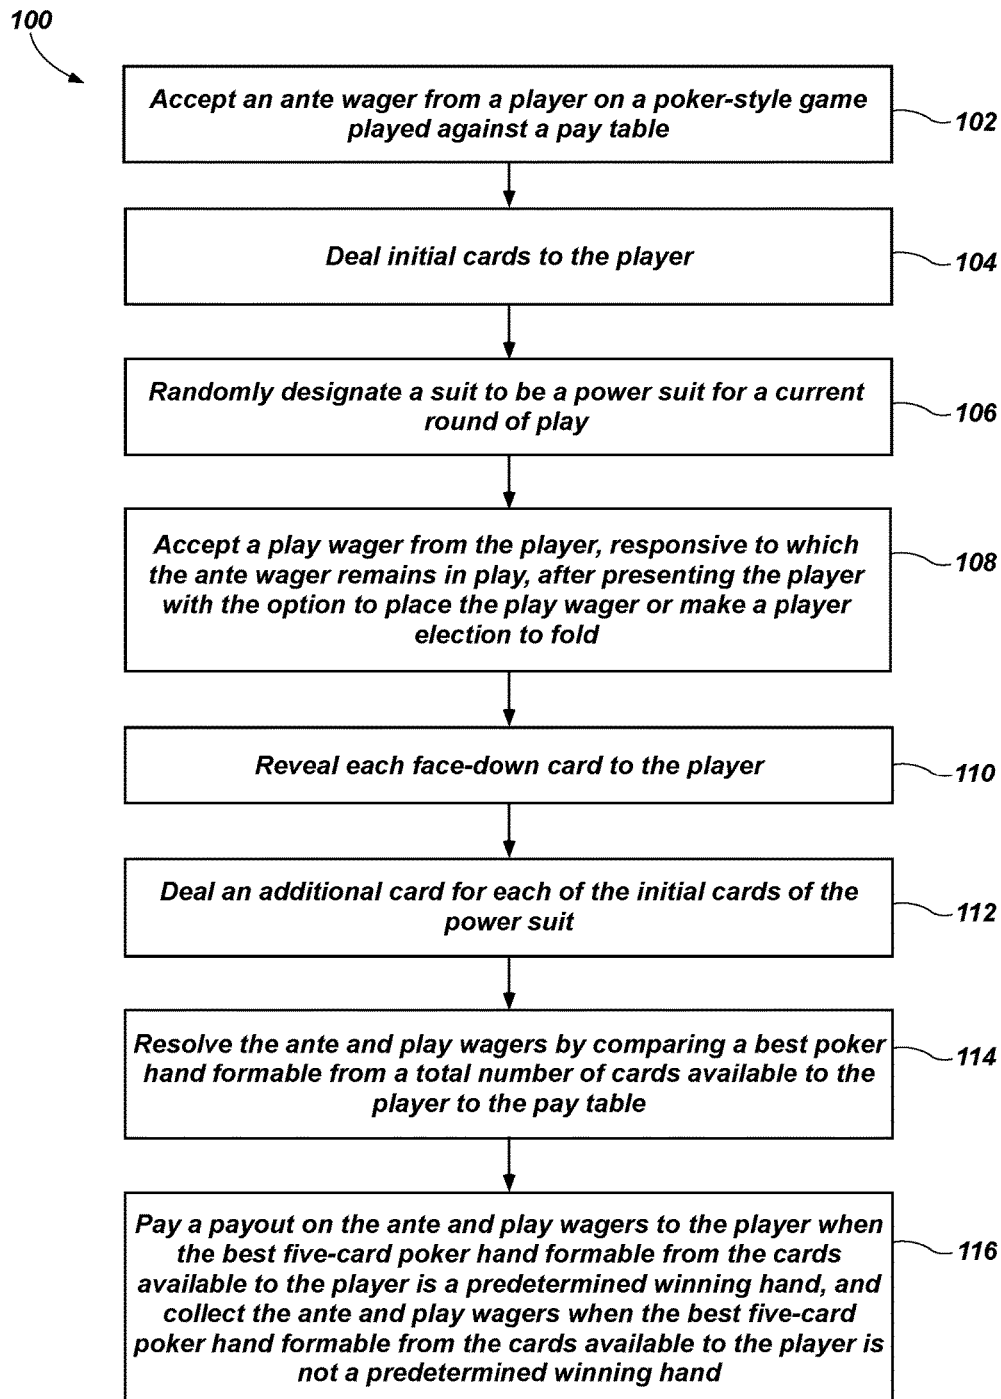 100
Accept an ante wager from a player on a poker-style game
played against a pay table
102
Deal initial cards to the player
104
Randomly designate a suit to be a power suit for a current
round of play
106
Accept a play wager from the player, responsive to which
the ante wager remains in play, after presenting the player
with the option to place the play wager or make a player
election to fold
108
Reveal each face-down card to the player
110
Deal an additional card for each of the initial cards of the
power suit
112
Resolve the ante and play wagers by comparing a best poker
hand formable from a total number of cards available to the
player to the pay table
114
Pay a payout on the ante and play wagers to the player when
the best five-card poker hand formable from the cards
available to the player is a predetermined winning hand, and
collect the ante and play wagers when the best five-card
poker hand formable from the cards available to the player is
not a predetermined winning hand
116